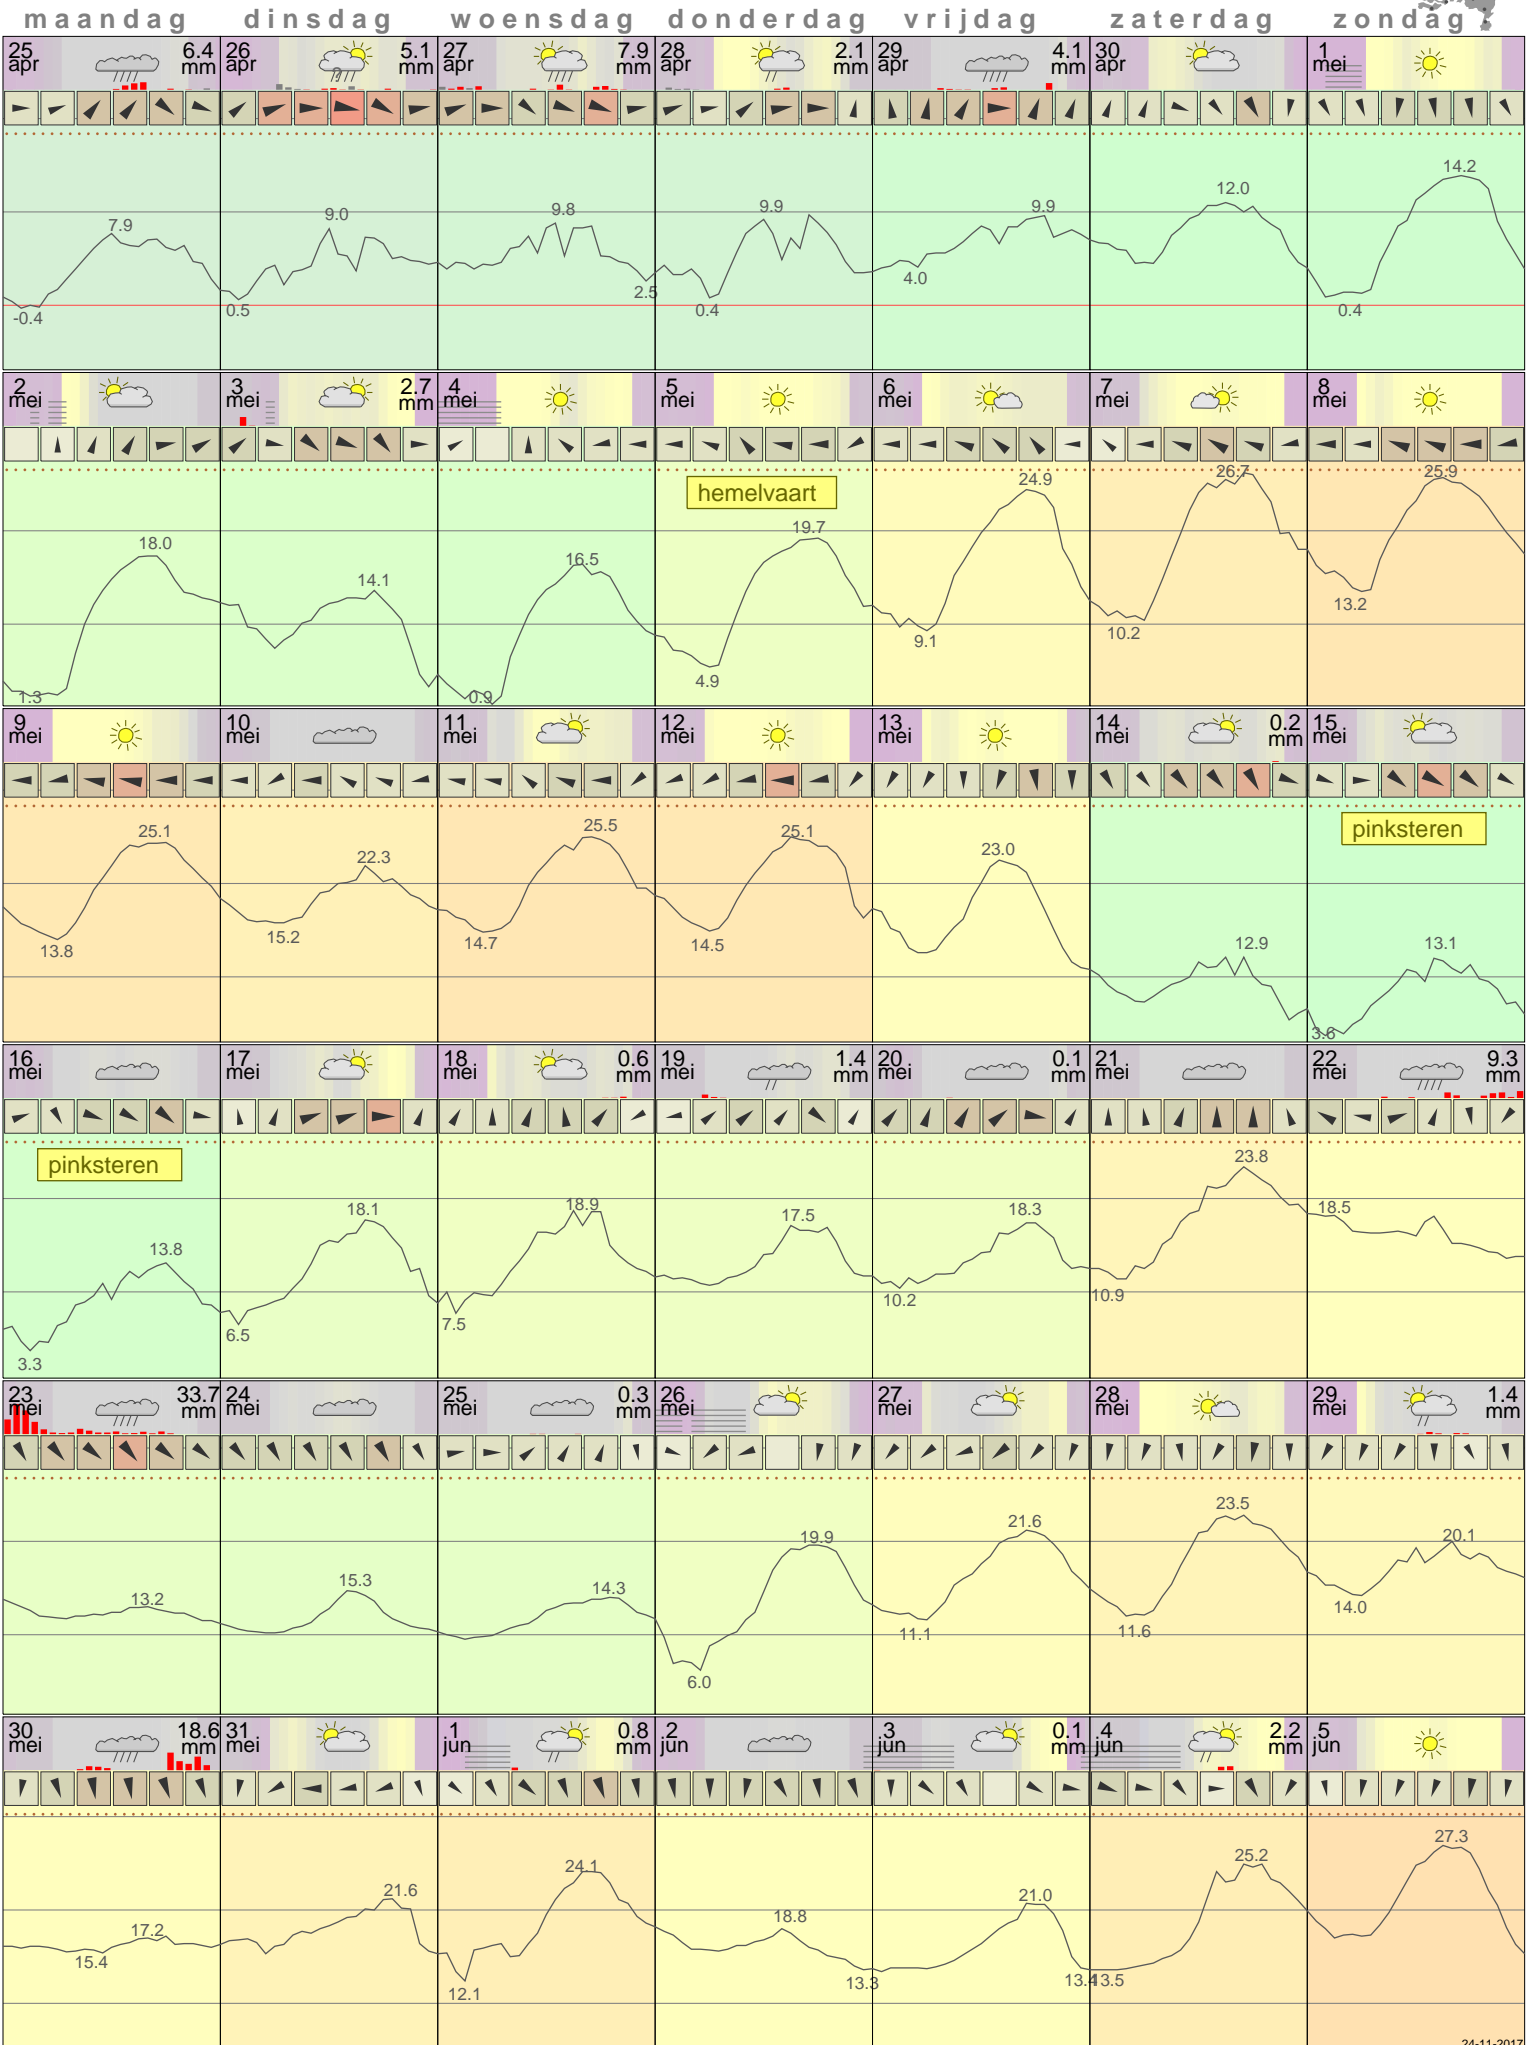 maandag dinsdag woensdag donderdag vrijdag zaterdag zondag
25 6.4 26 5.1 27 7.9 28 2.1 29 4.1 30 1
apr mm apr mm apr mm apr mm apr mm apr mei
?
14.2
7.9 9.0 9.8 9.9 9.9 12.0
-0.4 0.5 2.5 0.4 4.0 0.4
2 3 2.7 4 5 6 7 8
mei mei mm mei mei mei mei mei
24.9 26.7 25.9
hemelvaart
18.0 14.1 16.5 19.7
1.3 0.9 4.9 9.1 10.2 13.2
9 10 11 12 13 14 0.2 15
mei mei mei mei mei mei mm mei
pinksteren
25.1 22.3 25.5 25.1 23.0 12.9 13.1
13.8 15.2 14.7 14.5 3.6
16 17 18 0.6 19 1.4 20 0.1 21 22 9.3
mei mei mei mm mei mm mei mm mei mei mm
pinksteren
13.8 18.1 18.9 17.5 18.3 23.8 18.5
3.3 6.5 7.5 10.2 10.9
23 33.7 24 25 0.3 26 27 28 29 1.4
mei mm mei mei mm mei mei mei mei mm
13.2 15.3 14.3 19.9 21.6 23.5 20.1
6.0 11.1 11.6 14.0
30 18.6 31 1 0.8 2 3 0.1 4 2.2 5
mei mm mei jun mm jun jun mm jun mm jun
17.2 21.6 24.1 18.8 21.0 25.2 27.3
15.4 12.1 13.3 13.4 13.5
24-11-2017